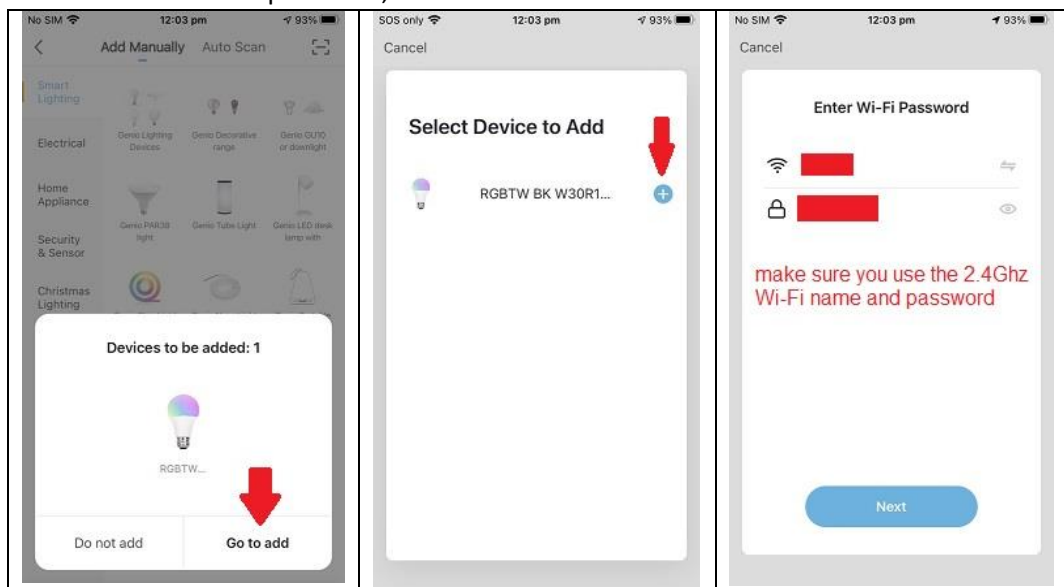 No SIM 12:03 pm 93%
Add Manually Auto Scan
Smart
Lighting
Electrical
Genio Lighting
Devices
Genio Decorative
range
Genio GU10
or downlight
Home
Appliance
Genio PAR38
light
Genio Tube Light
Genio LED desk
lamp with
Security
& Sensor
Christmas
Lighting
Devices to be added: 1
RGBTW...
Do not add Go to add
SOS only 12:03 pm 93%
Cancel
Select Device to Add
RGBTW BK W30R1...
No SIM 12:03 pm 93%
Cancel
Enter Wi-Fi Password
make sure you use the 2.4Ghz
Wi-Fi name and password
Next